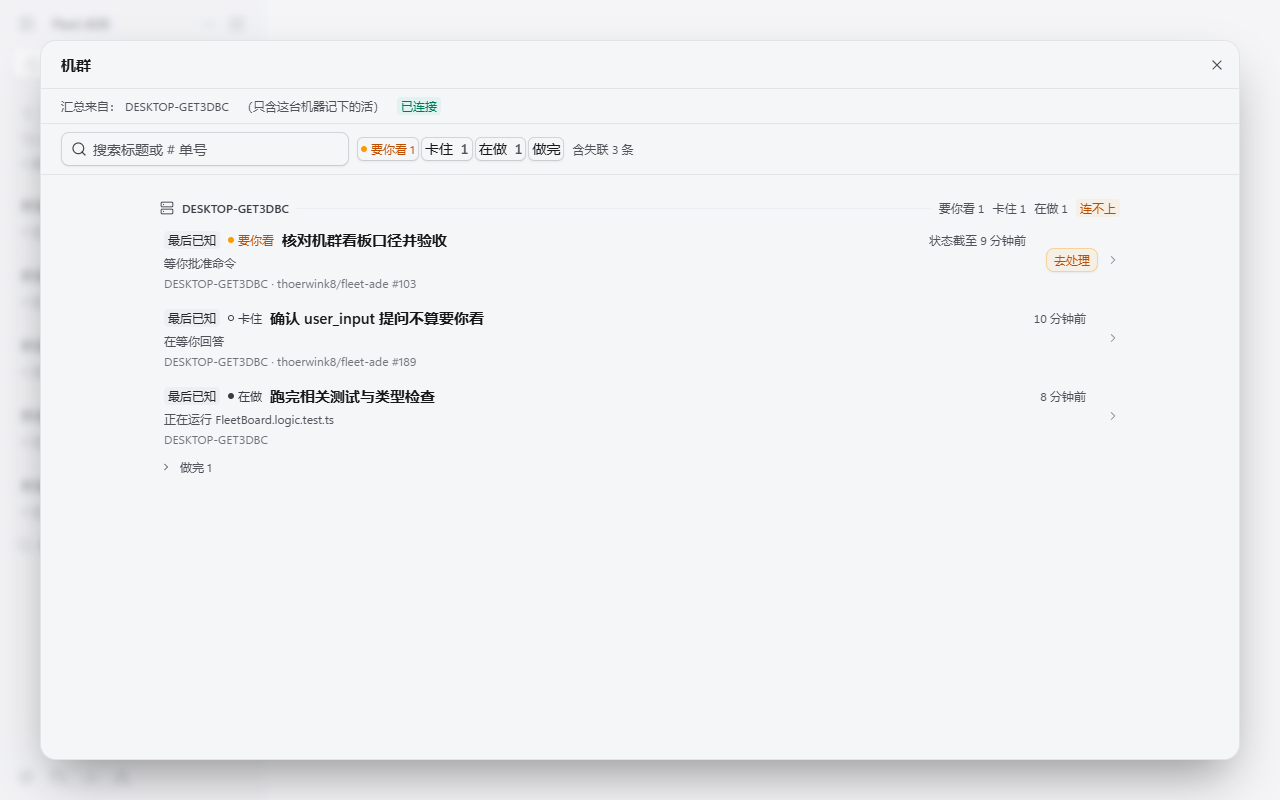 机群
汇总来自： DESKTOP-GET3DBC （只含这台机器记下的活） 已连接
搜索标题或 # 单号 要你看 1 卡住 1 在做 1 做完 含失联 3 条
DESKTOP-GET3DBC 要你看 1 卡住 1 在做 1 连不上
最后已知 要你看 核对机群看板口径并验收 状态截至 9 分钟前
等你批准命令 去处理
DESKTOP-GET3DBC · thoerwink8/fleet-ade #103
最后已知 卡住 确认 user_input 提问不算要你看 10 分钟前
在等你回答
DESKTOP-GET3DBC · thoerwink8/fleet-ade #189
最后已知 在做 跑完相关测试与类型检查 8 分钟前
正在运行 FleetBoard.logic.test.ts
DESKTOP-GET3DBC
做完 1